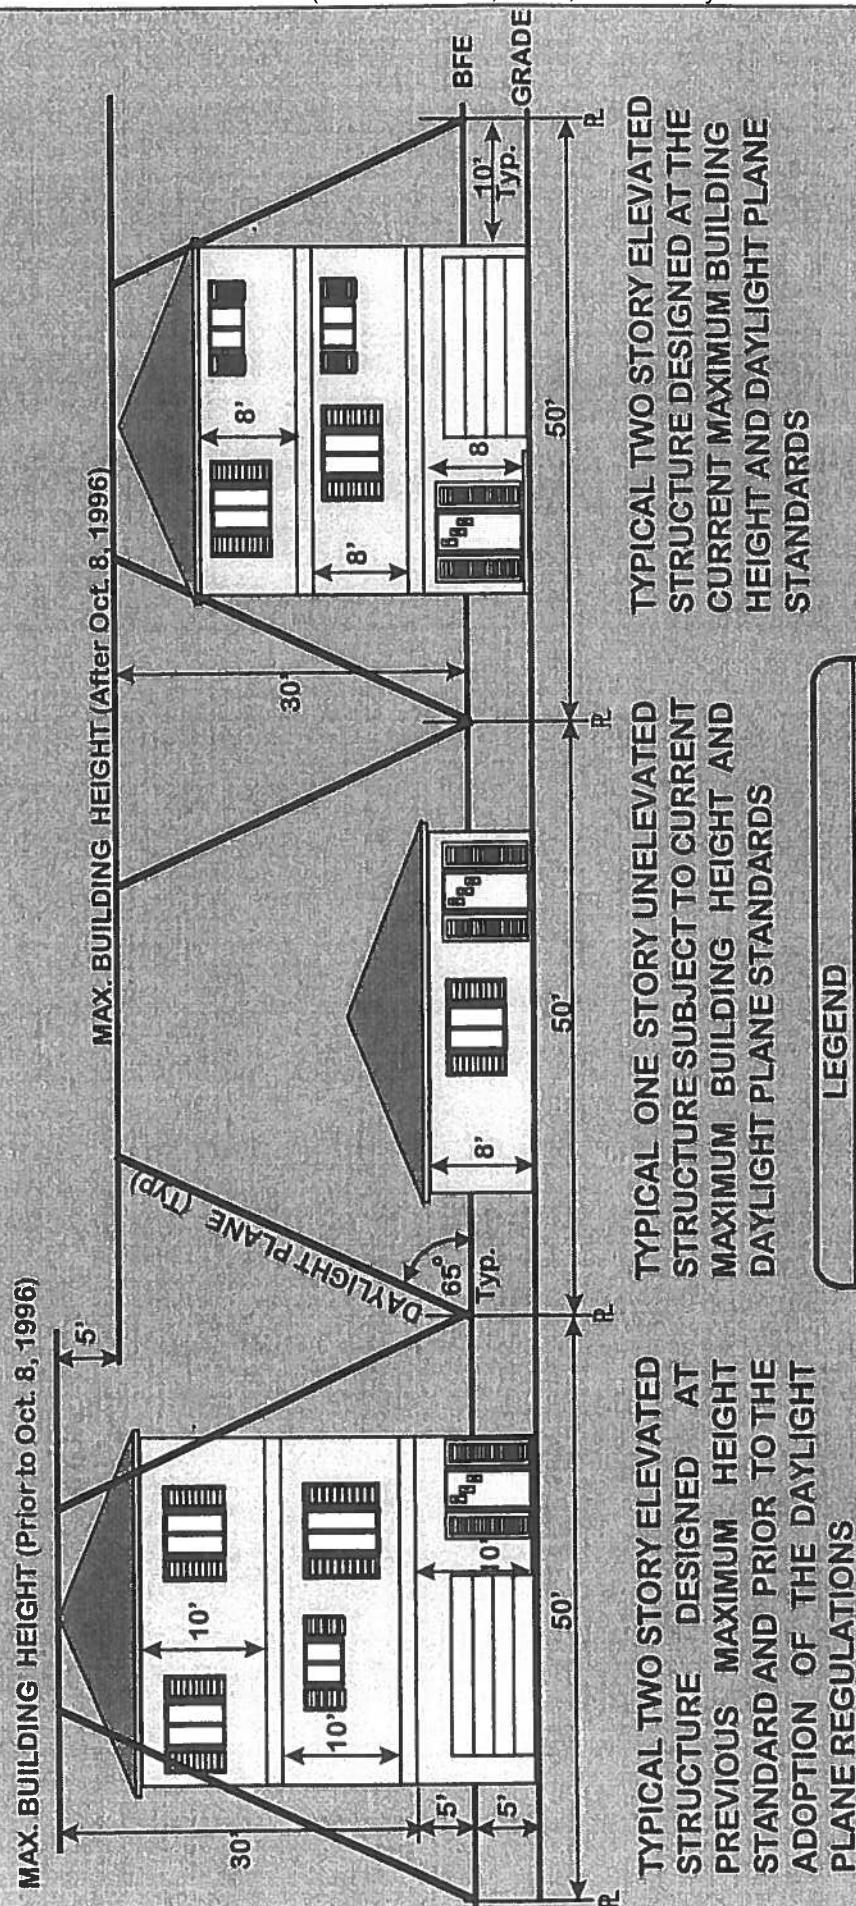 MAX. BUILDING HEIGHT (Prior to Oct. 8, 1996)
MAX. BUILDING HEIGHT (After Oct. 8, 1996)
5'
30'
5'
5'
10'
10'
10'
DAYLIGHT PLANE (TYP)
65°
Typ.
8'
30'
8'
8'
8
10'
Typ.
BFE
GRADE
50'
50'
50'
PL
PL
PL
PL
TYPICAL TWO STORY ELEVATED
STRUCTURE DESIGNED AT
PREVIOUS MAXIMUM HEIGHT
STANDARD AND PRIOR TO THE
ADOPTION OF THE DAYLIGHT
PLANE REGULATIONS
TYPICAL ONE STORY UNELEVATED
STRUCTURE SUBJECT TO CURRENT
MAXIMUM BUILDING HEIGHT AND
DAYLIGHT PLANE STANDARDS
TYPICAL TWO STORY ELEVATED
STRUCTURE DESIGNED AT THE
CURRENT MAXIMUM BUILDING
HEIGHT AND DAYLIGHT PLANE
STANDARDS
LEGEND